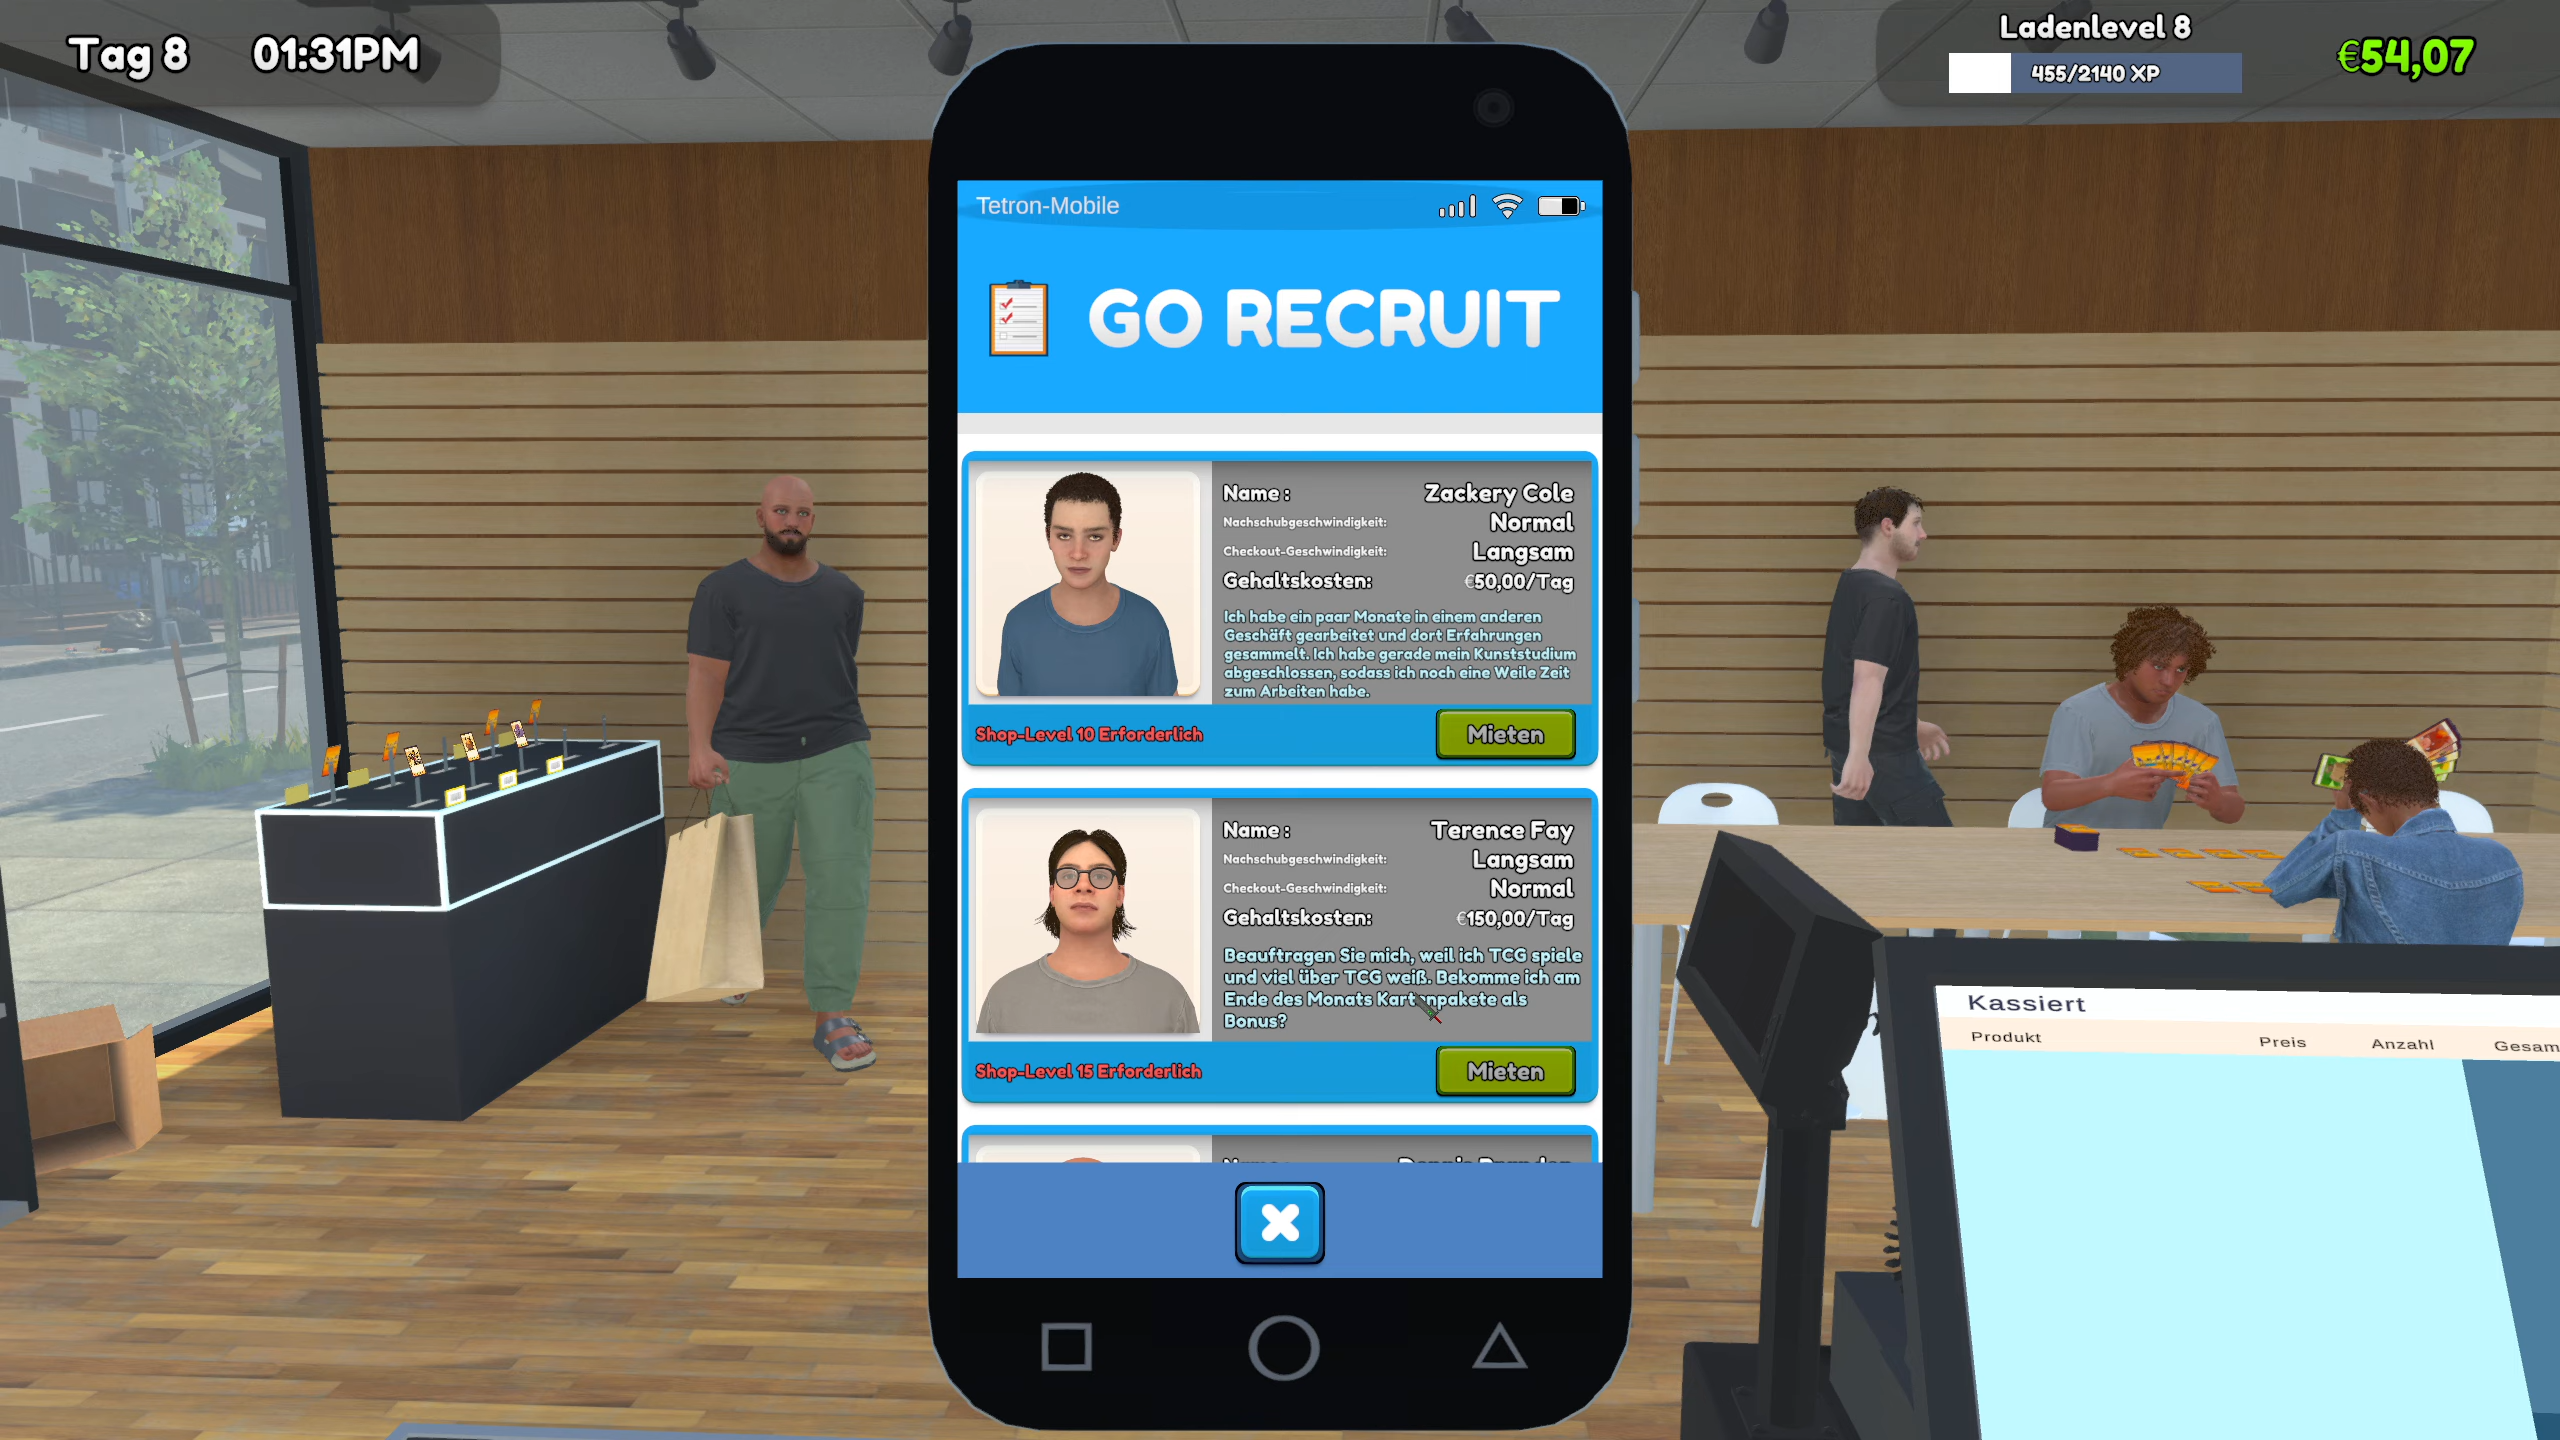 Tag 8
01:31PM
Ladenlevel 8
455/2140 XP
€54,07
Tetron-Mobile
GO RECRUIT
Name : Zackery Cole
Nachschubgeschwindigkeit: Normal
Checkout-Geschwindigkeit: Langsam
Gehaltskosten: €50,00/Tag
Ich habe ein paar Monate in einem anderen
Geschäft gearbeitet und dort Erfahrungen
gesammelt. Ich habe gerade mein Kunststudium
abgeschlossen, sodass ich noch eine Weile Zeit
zum Arbeiten habe.
Shop-Level 10 Erforderlich
Mieten
Name : Terence Fay
Nachschubgeschwindigkeit: Langsam
Checkout-Geschwindigkeit: Normal
Gehaltskosten: €150,00/Tag
Beauftragen Sie mich, weil ich TCG spiele
und viel über TCG weiß. Bekomme ich am
Ende des Monats Kartenpakete als
Bonus?
Shop-Level 15 Erforderlich
Mieten
Kassiert
Produkt Preis Anzahl Gesam